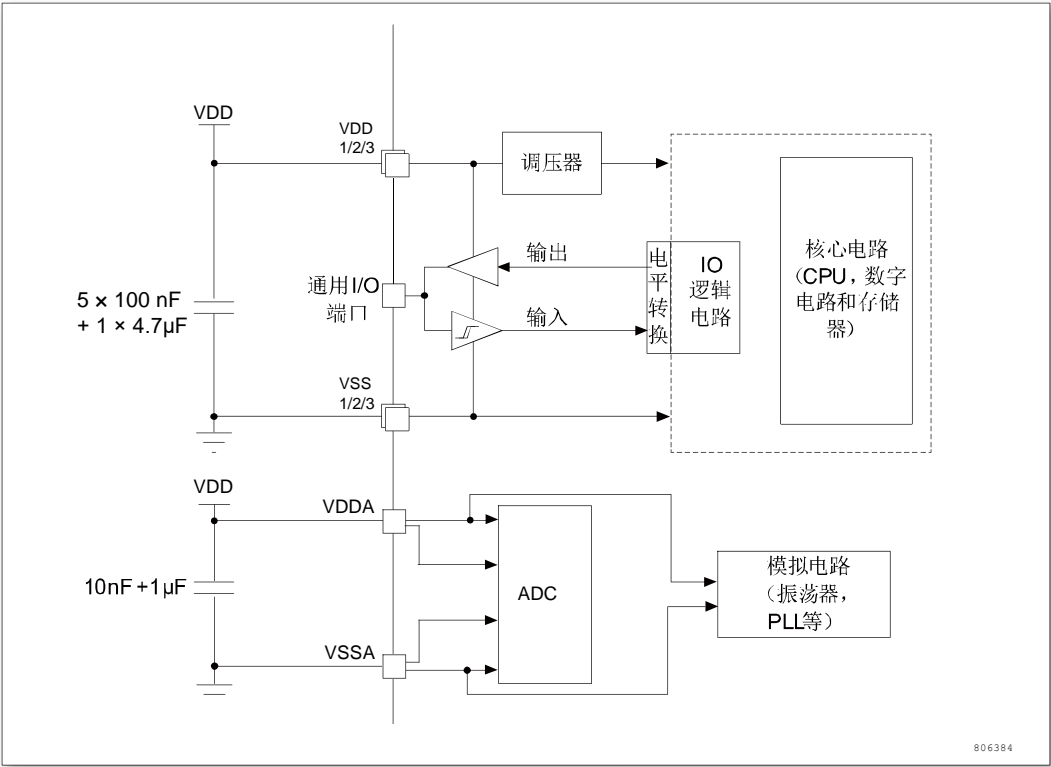 VDD
VDD
1/2/3
调压器
输出
通用I/O
端口
输入
电
平
转
换
IO
逻辑
电路
核心电路
(CPU，数字
电路和存储
器)
5 × 100 nF
+ 1 × 4.7μF
VSS
1/2/3
VDD
VDDA
10nF+1μF
ADC
模拟电路
(振荡器，
PLL等)
VSSA
806384